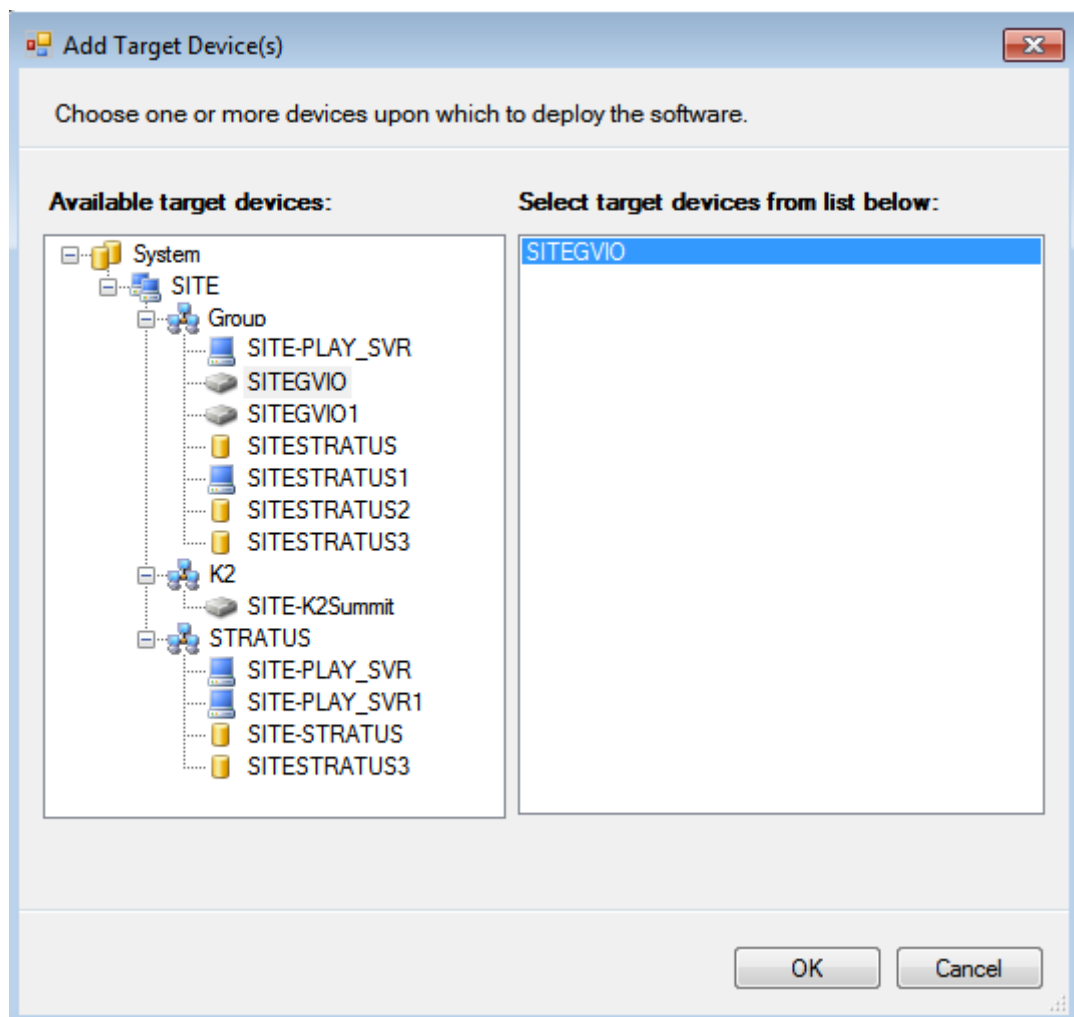 Add Target Device(s)
Choose one or more devices upon which to deploy the software.
Available target devices:
Select target devices from list below:
System
SITE
Group
SITE-PLAY_SVR
SITEGVIO
SITEGVIO1
SITESTRATUS
SITESTRATUS1
SITESTRATUS2
SITESTRATUS3
K2
SITE-K2Summit
STRATUS
SITE-PLAY_SVR
SITE-PLAY_SVR1
SITE-STRATUS
SITESTRATUS3
SITEGVIO
OK
Cancel